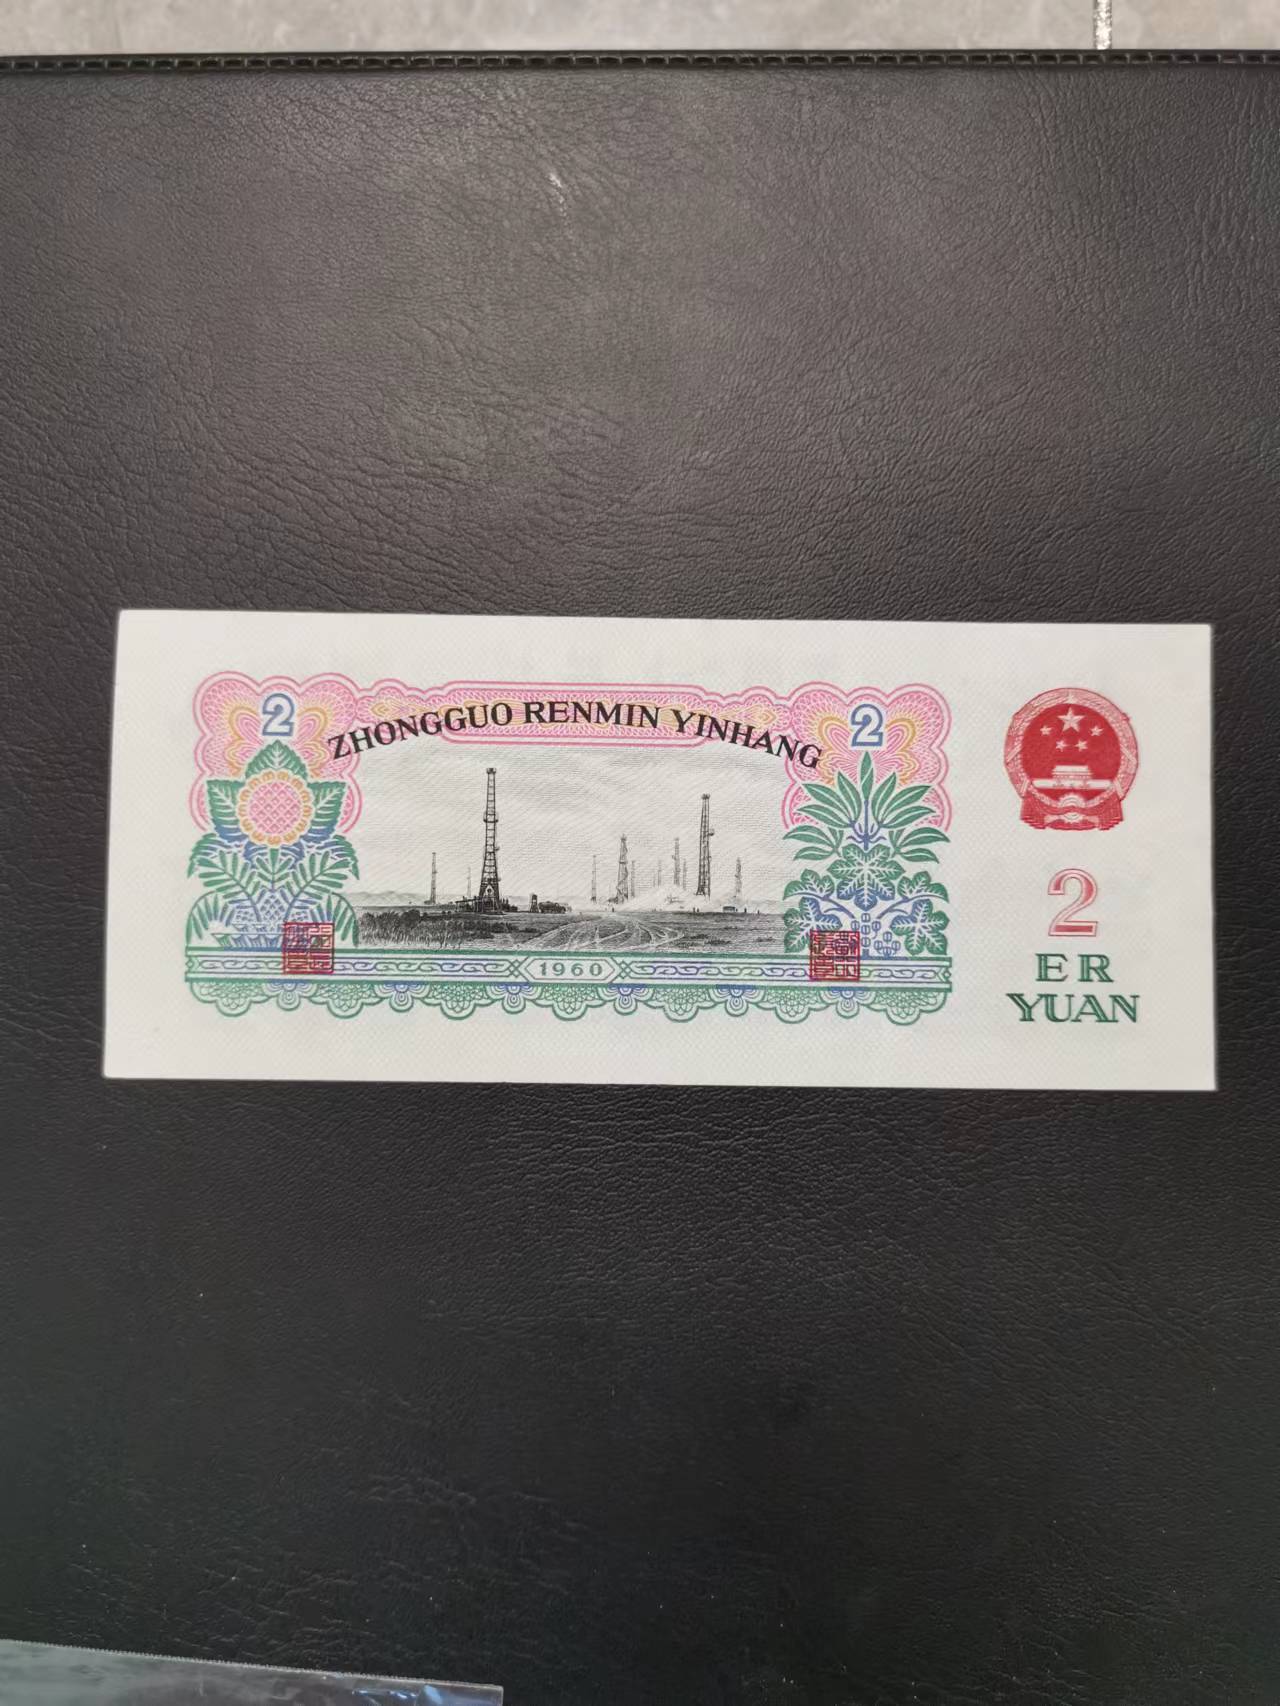 2
ZHONGGUO RENMIN YINHANG
2
1960
2
ER
YUAN